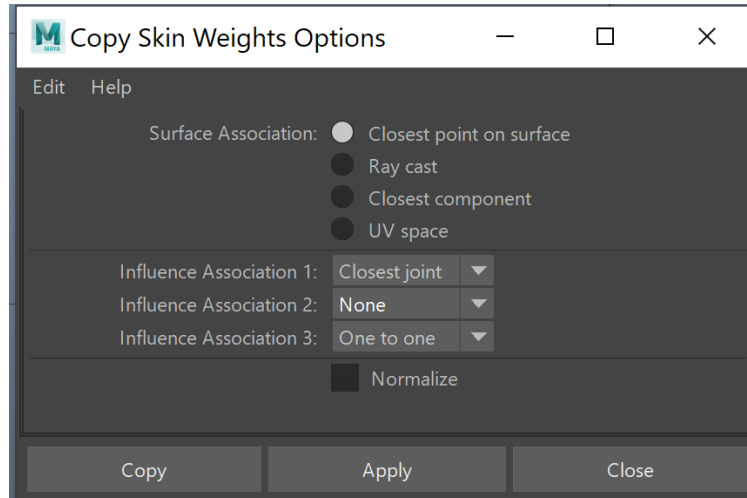 MAYA
Copy Skin Weights Options
Edit Help
Surface Association: Closest point on surface
Ray cast
Closest component
UV space
Influence Association 1: Closest joint
Influence Association 2: None
Influence Association 3: One to one
Normalize
Copy Apply Close